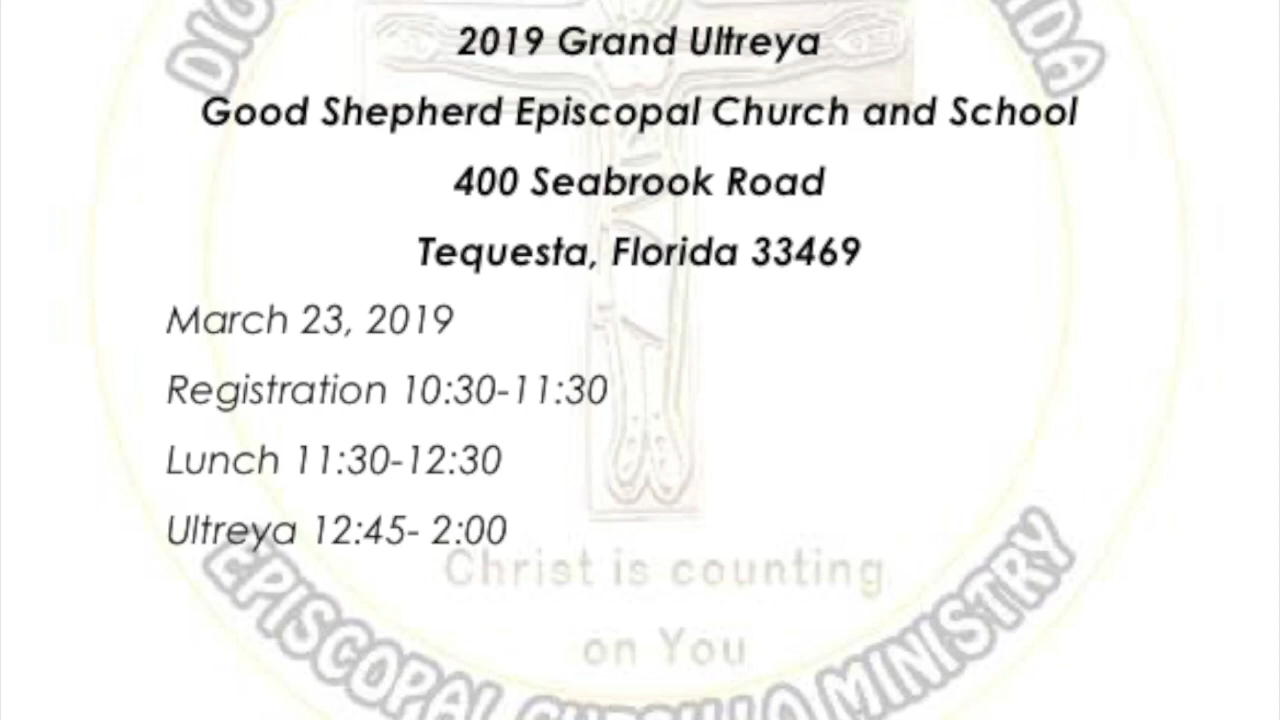 2019 Grand Ultreya
Good Shepherd Episcopal Church and School
400 Seabrook Road
Tequesta, Florida 33469
March 23, 2019
Registration 10:30-11:30
Lunch 11:30-12:30
Ultreya 12:45- 2:00
Christ is counting
on You
EPISCOPAL MINISTRY